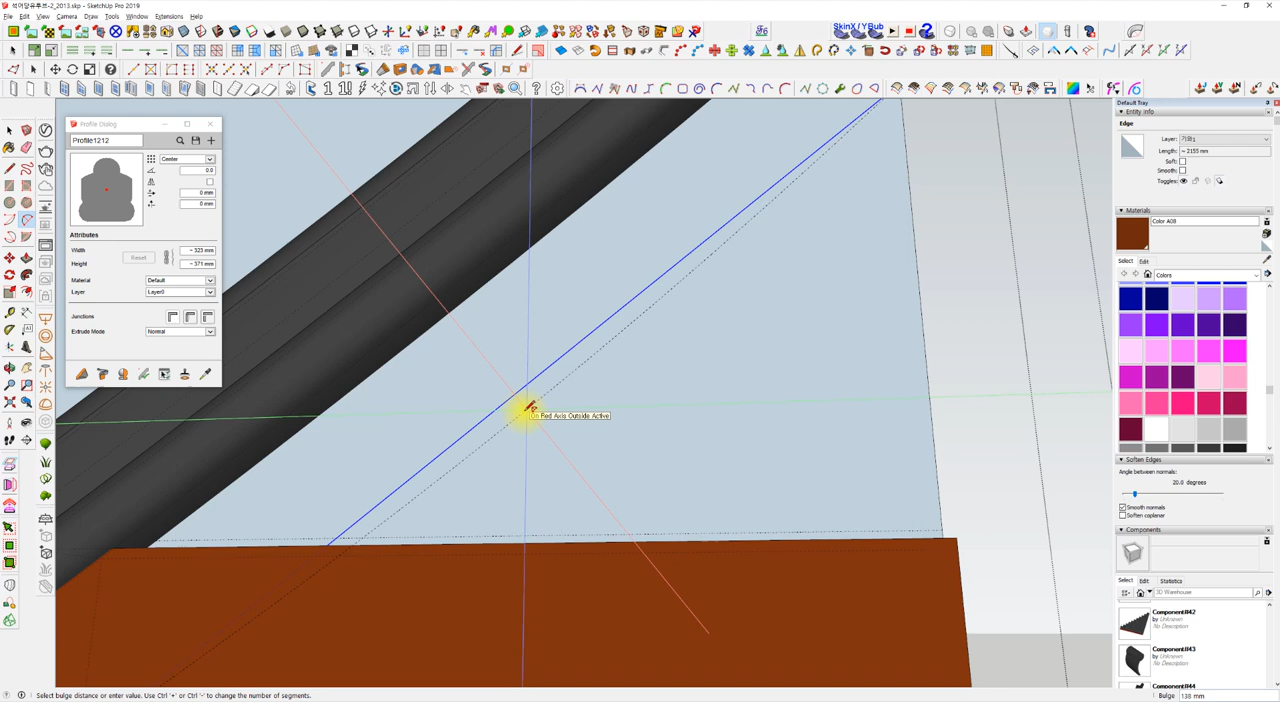 석어당유투브-2_2013.skp - SketchUp Pro 2019
File Edit View Camera Draw Tools Window Extensions Help
SkinX/YBub
Default Tray
Entity Info
Edge
Layer: 기와1
Length: ~ 2155 mm
Soft:
Smooth:
Toggles:
Materials
Color A08
Select Edit
Colors
Soften Edges
Angle between normals:
20.0 degrees
Smooth normals
Soften coplanar
Components
Select Edit Statistics
3D Warehouse
Component#42
by Unknown
No Description
Component#43
by Unknown
No Description
Component#44
Profile Dialog
Profile1212
Center
0.0
0 mm
0 mm
Attributes
Width ~ 323 mm
Reset
Height ~ 371 mm
Material Default
Layer Layer0
Junctions
Extrude Mode Normal
On Red Axis Outside Active
Select bulge distance or enter value. Use Ctrl '+' or Ctrl '-' to change the number of segments.
Bulge 138 mm